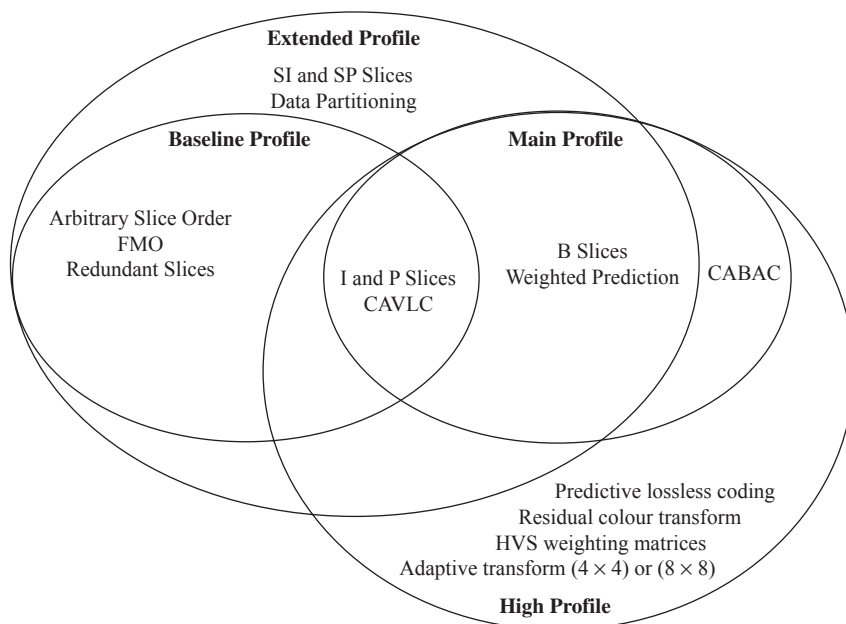 Extended Profile
SI and SP Slices
Data Partitioning
Baseline Profile
Main Profile
Arbitrary Slice Order
FMO
Redundant Slices
I and P Slices
CAVLC
B Slices
Weighted Prediction
CABAC
Predictive lossless coding
Residual colour transform
HVS weighting matrices
Adaptive transform (4 × 4) or (8 × 8)
High Profile